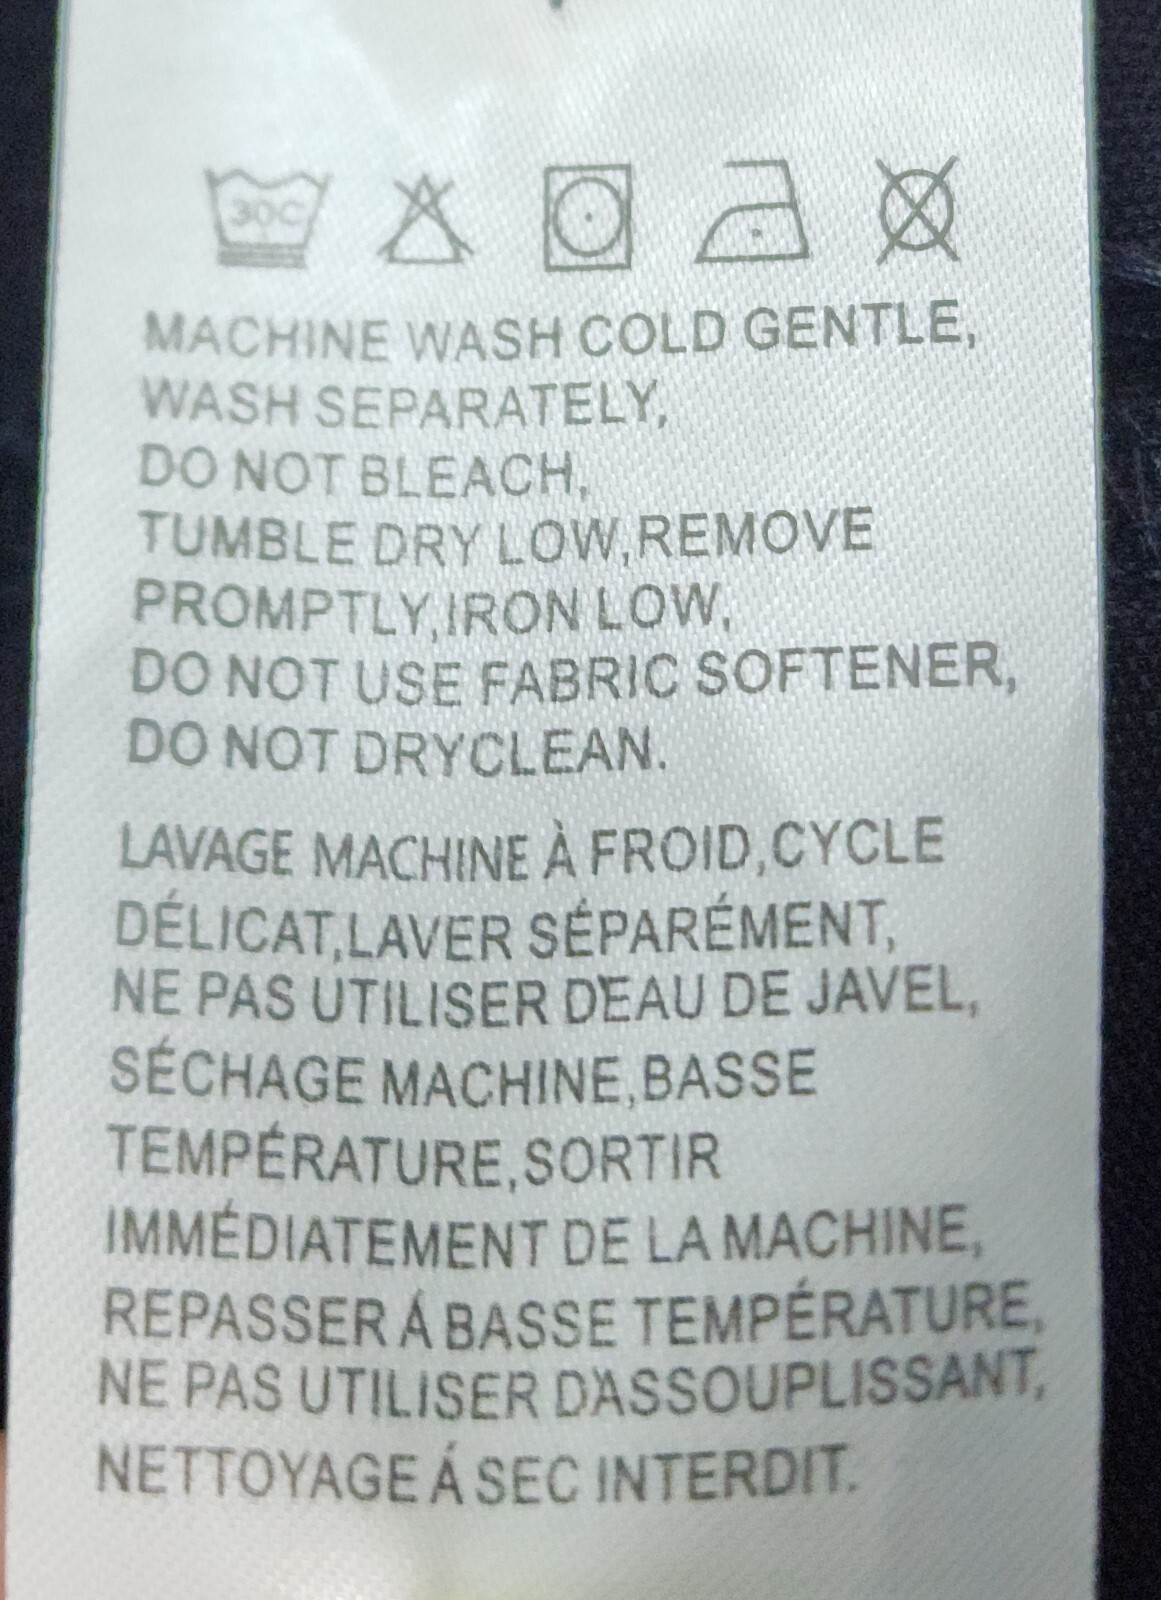 30C
MACHINE WASH COLD GENTLE,
WASH SEPARATELY,
DO NOT BLEACH,
TUMBLE DRY LOW,REMOVE
PROMPTLY,IRON LOW,
DO NOT USE FABRIC SOFTENER,
DO NOT DRYCLEAN.
LAVAGE MACHINE À FROID,CYCLE
DÉLICAT,LAVER SÉPARÉMENT,
NE PAS UTILISER D'EAU DE JAVEL,
SÉCHAGE MACHINE,BASSE
TEMPÉRATURE,SORTIR
IMMÉDIATEMENT DE LA MACHINE,
REPASSER Á BASSE TEMPÉRATURE,
NE PAS UTILISER D'ASSOUPLISSANT,
NETTOYAGE Á SEC INTERDIT.